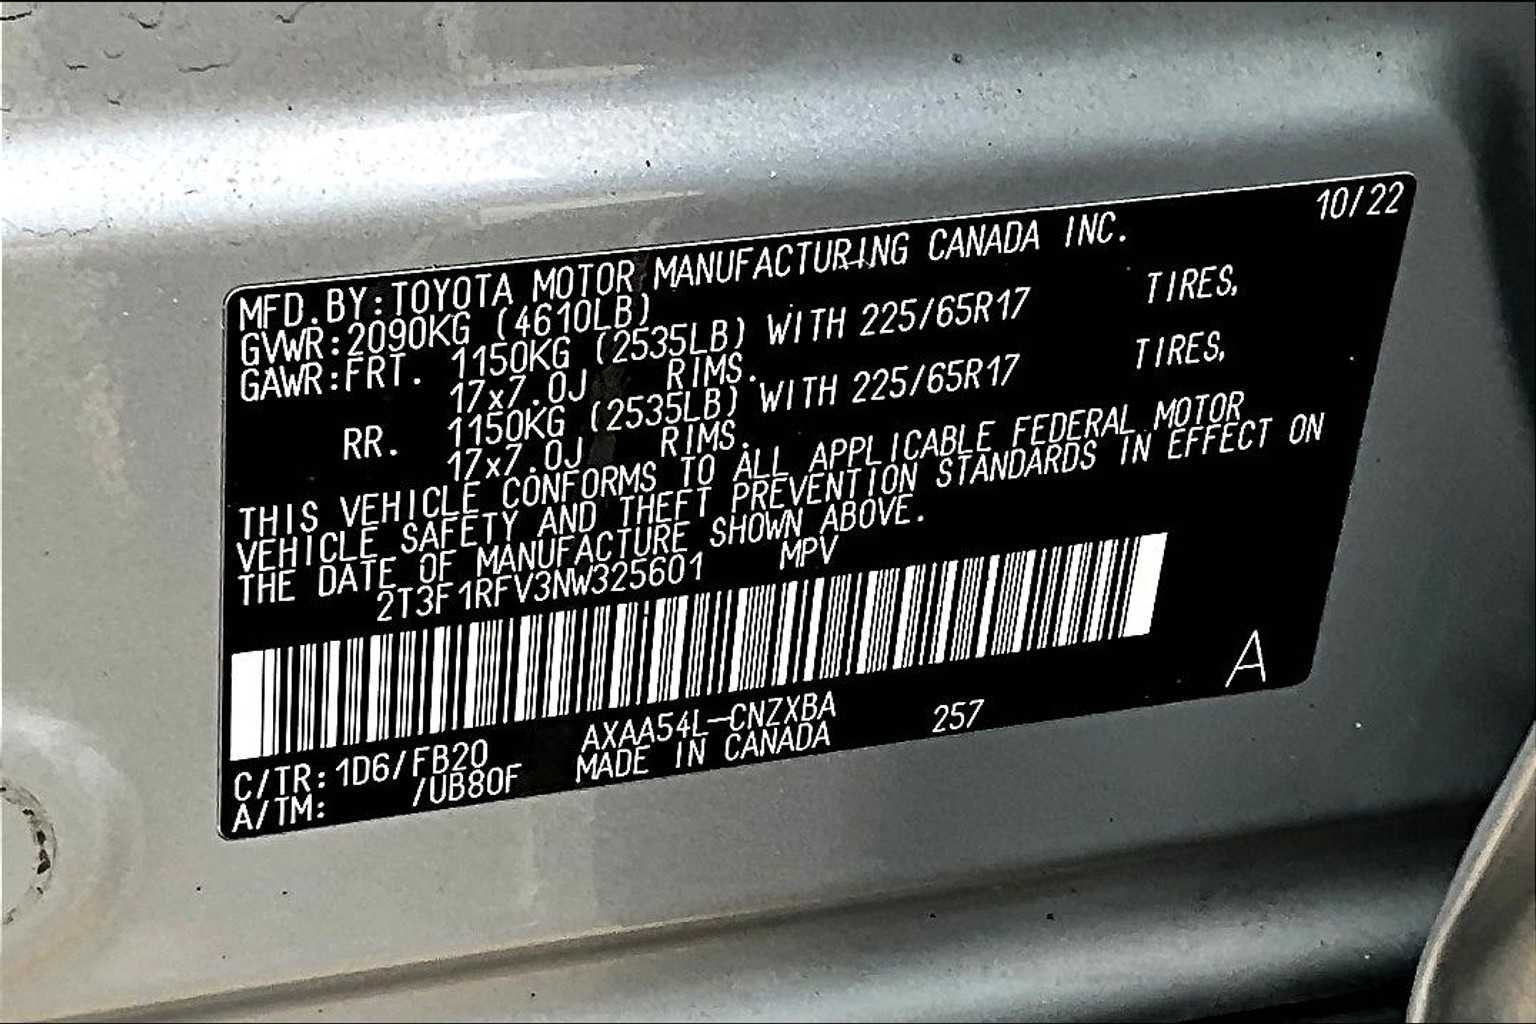 10/22
MFD.BY:TOYOTA MOTOR MANUFACTURING CANADA INC.
GVWR:2090KG (4610LB)
GAWR:FRT. 1150KG (2535LB) WITH 225/65R17 TIRES,
17x7.0J RIMS.
RR. 1150KG (2535LB) WITH 225/65R17 TIRES,
17x7.0J RIMS.
THIS VEHICLE CONFORMS TO ALL APPLICABLE FEDERAL MOTOR
VEHICLE SAFETY AND THEFT PREVENTION STANDARDS IN EFFECT ON
THE DATE OF MANUFACTURE SHOWN ABOVE.
2T3F1RFV3NW325601 MPV
A
C/TR:1D6/FB20 AXAA54L-CNZXBA 257
A/TM: /UB80F MADE IN CANADA